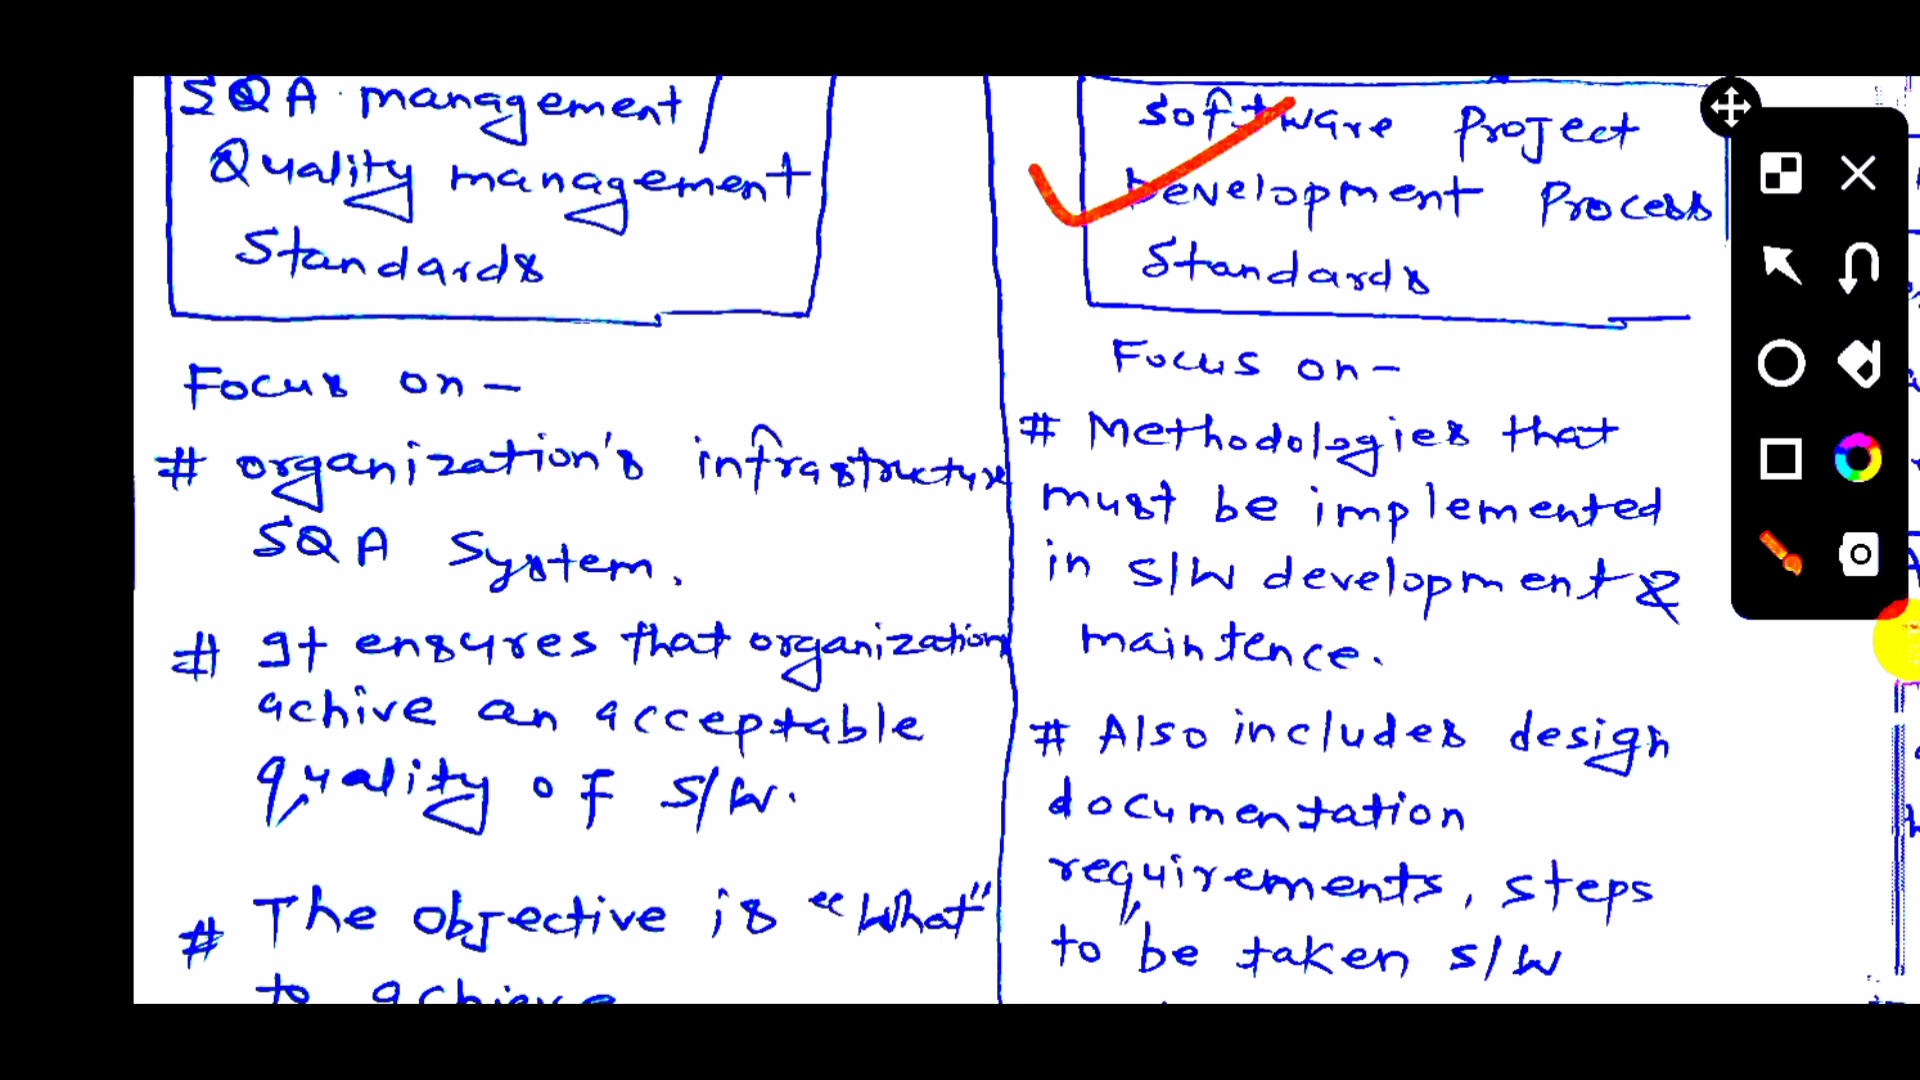 SQA management/
Quality management
Standards
Focus on -
# organization's infrastructure
SQA System.
# It ensures that organization
achive an acceptable
quality of S/W.
# The objective is "What"
to achieve
Software Project
Development Process
Standards
Focus on -
# Methodologies that
must be implemented
in S/W development &
maintence.
# Also includes design
documentation
requirements, steps
to be taken S/W